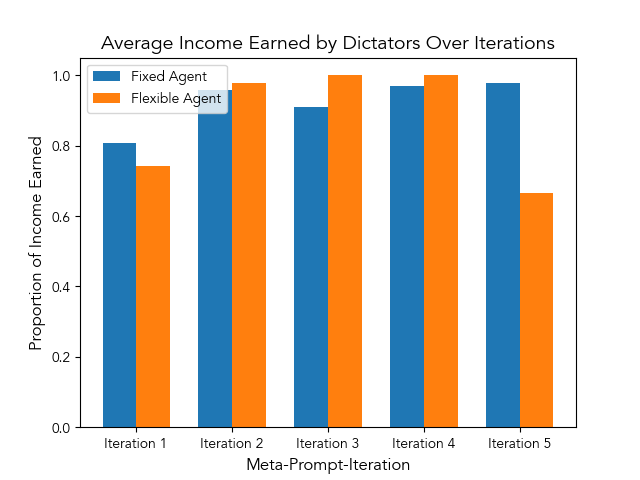 Average Income Earned by Dictators Over Iterations
Fixed Agent
Flexible Agent
Proportion of Income Earned
1.0
0.8
0.6
0.4
0.2
0.0
Iteration 1 Iteration 2 Iteration 3 Iteration 4 Iteration 5
Meta-Prompt-Iteration